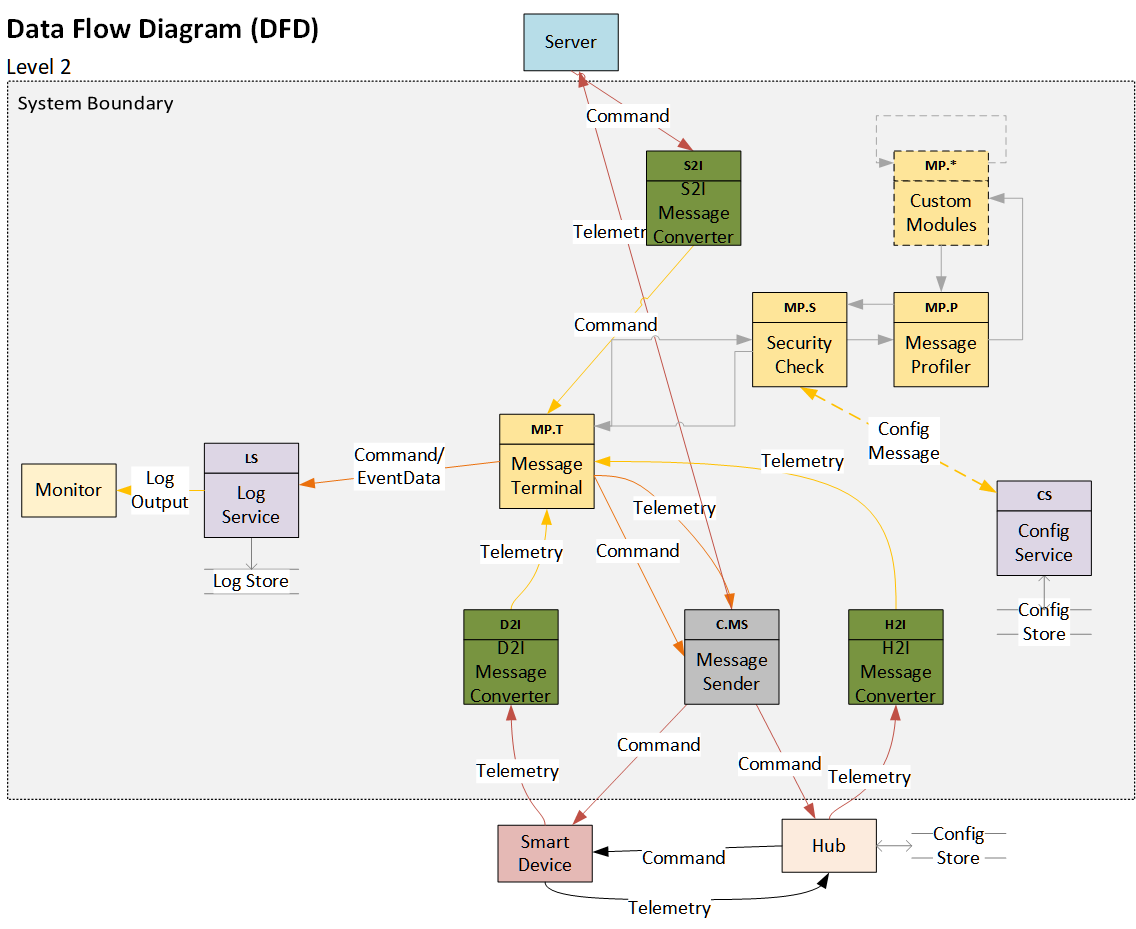 Data Flow Diagram (DFD)
Level 2
Server
System Boundary
Command
S2I
S2I
Message
Converter
MP.*
Custom
Modules
Telemetr
Command
MP.S
Security
Check
MP.P
Message
Profiler
MP.T
Message
Terminal
Config
Message
Command/
EventData
LS
Log
Service
Monitor
Log
Output
Telemetry
CS
Config
Service
Telemetry
Command
Telemetry
Log Store
Config
Store
D2I
D2I
Message
Converter
C.MS
Message
Sender
H2I
H2I
Message
Converter
Command
Command
Telemetry
Telemetry
Smart
Device
Hub
Config
Store
Command
Telemetry